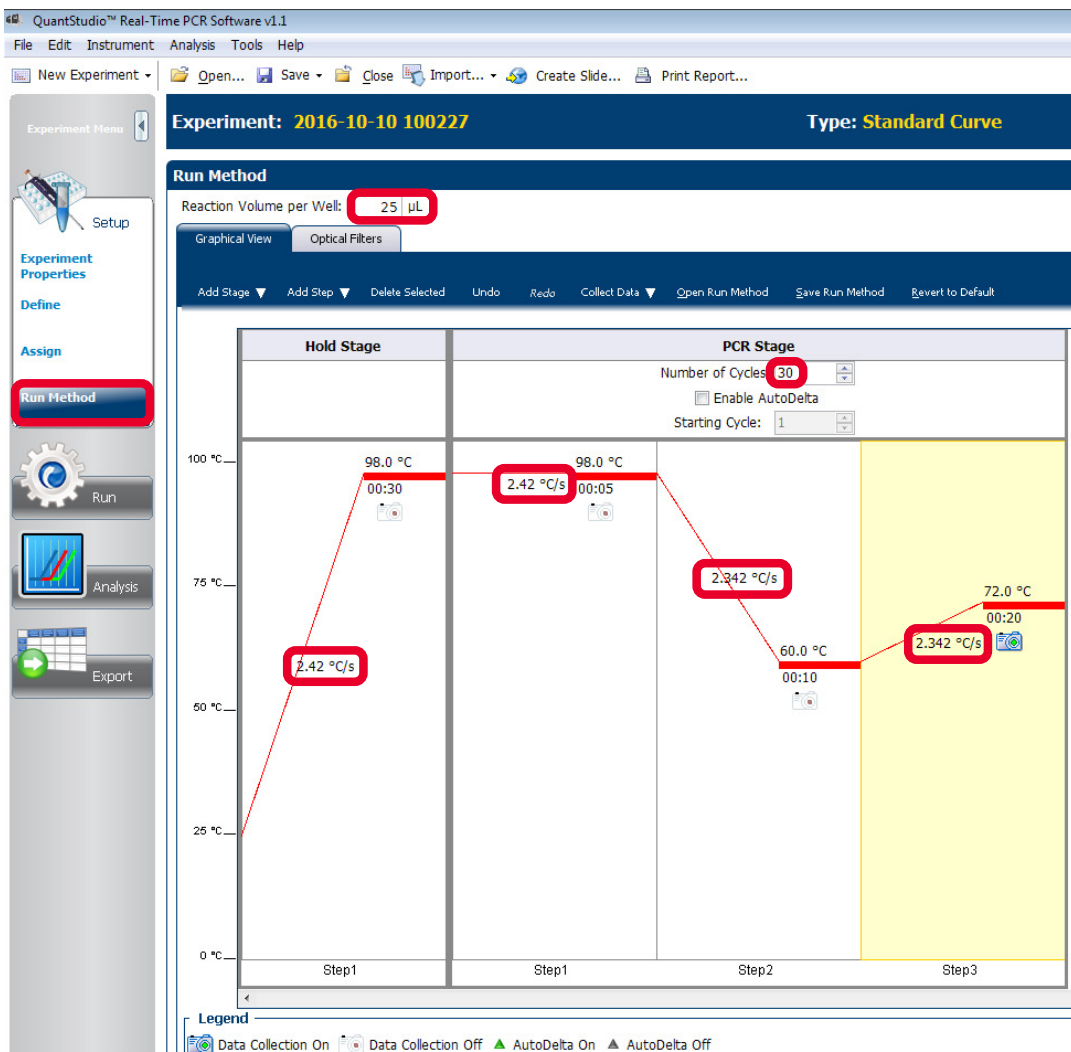 QuantStudio™ Real-Time PCR Software v1.1
File Edit Instrument Analysis Tools Help
New Experiment Open... Save Close Import... Create Slide... Print Report...
Experiment Menu
Experiment: 2016-10-10 100227 Type: Standard Curve
Run Method
Reaction Volume per Well: 25 µL
Setup
Graphical View Optical Filters
Experiment Properties
Define
Add Stage Add Step Delete Selected Undo Redo Collect Data Open Run Method Save Run Method Revert to Default
Assign
Run Method
Run
Analysis
Export
Hold Stage PCR Stage
Number of Cycles: 30
Enable AutoDelta
Starting Cycle: 1
100 °C
98.0 °C
00:30
2.42 °C/s
98.0 °C
00:05
2.42 °C/s
75 °C
2.342 °C/s
72.0 °C
00:20
2.342 °C/s
60.0 °C
00:10
50 °C
25 °C
0 °C
Step1 Step1 Step2 Step3
Legend
Data Collection On Data Collection Off AutoDelta On AutoDelta Off